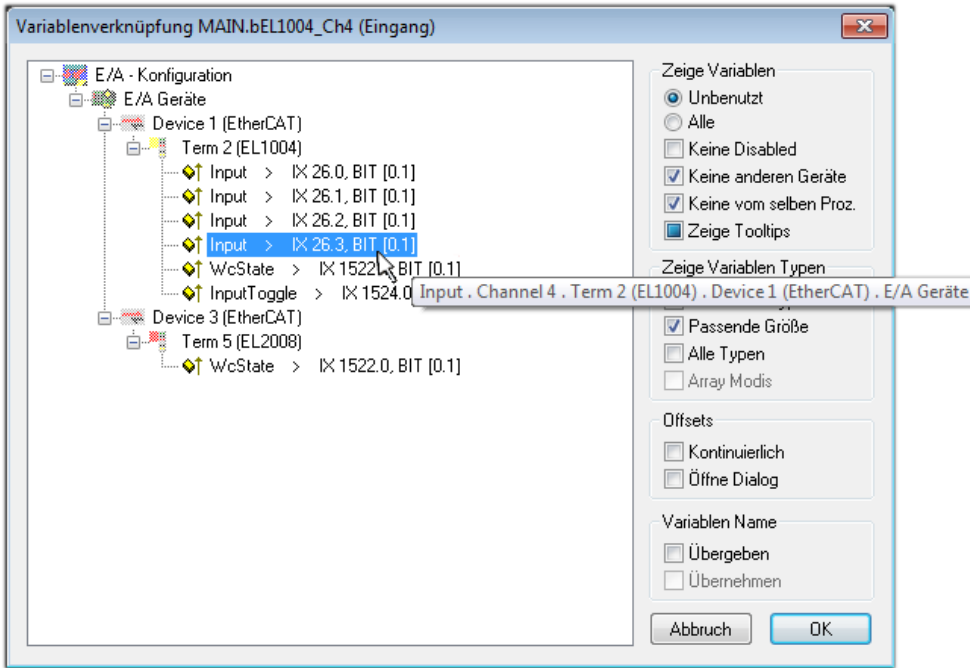 Variablenverknüpfung MAIN.bEL1004_Ch4 (Eingang)
E/A - Konfiguration
E/A Geräte
Device 1 (EtherCAT)
Term 2 (EL1004)
Input > IX 26.0, BIT [0.1]
Input > IX 26.1, BIT [0.1]
Input > IX 26.2, BIT [0.1]
Input > IX 26.3, BIT [0.1]
WcState > IX 1522. BIT [0.1]
InputToggle > IX 1524.0
Input . Channel 4 . Term 2 (EL1004) . Device 1 (EtherCAT) . E/A Geräte
Device 3 (EtherCAT)
Term 5 (EL2008)
WcState > IX 1522.0, BIT [0.1]
Zeige Variablen
Unbenutzt
Alle
Keine Disabled
Keine anderen Geräte
Keine vom selben Proz.
Zeige Tooltips
Zeige Variablen Typen
Passende Größe
Alle Typen
Array Modis
Offsets
Kontinuierlich
Öffne Dialog
Variablen Name
Übergeben
Übernehmen
Abbruch
OK